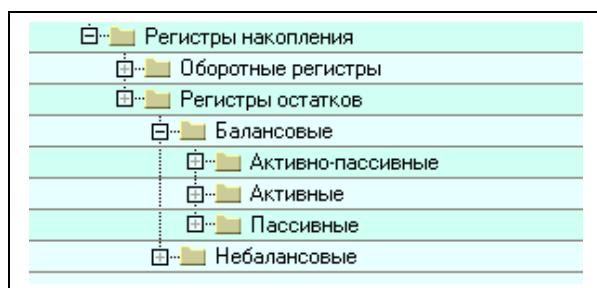 Регистры накопления
Оборотные регистры
Регистры остатков
Балансовые
Активно-пассивные
Активные
Пассивные
Небалансовые